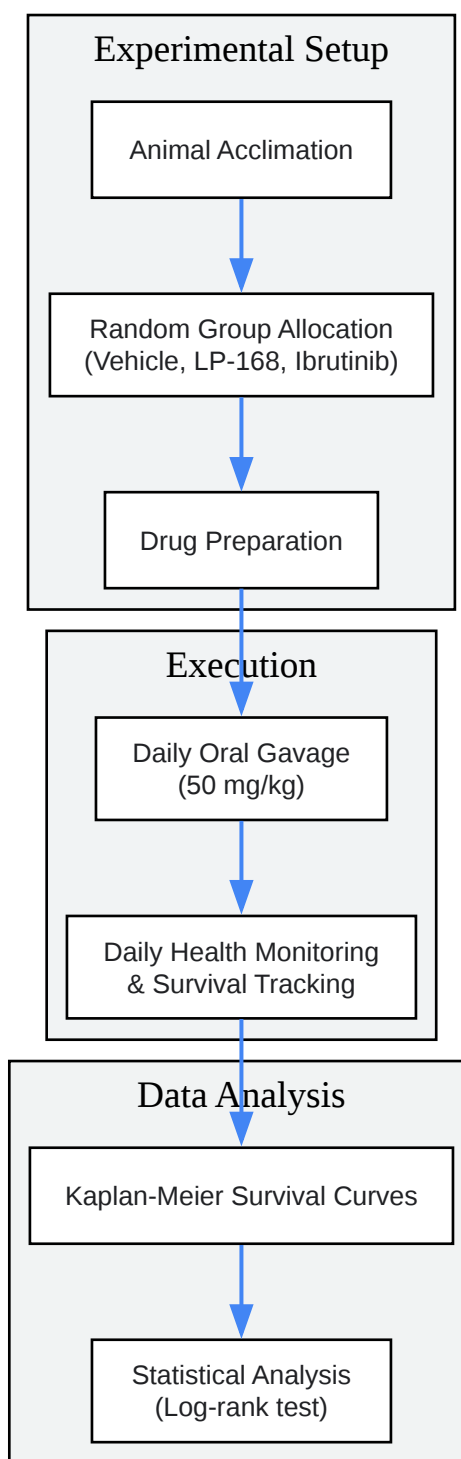 Experimental Setup
Animal Acclimation
Random Group Allocation
(Vehicle, LP-168, Ibrutinib)
Drug Preparation
Execution
Daily Oral Gavage
(50 mg/kg)
Daily Health Monitoring
& Survival Tracking
Data Analysis
Kaplan-Meier Survival Curves
Statistical Analysis
(Log-rank test)